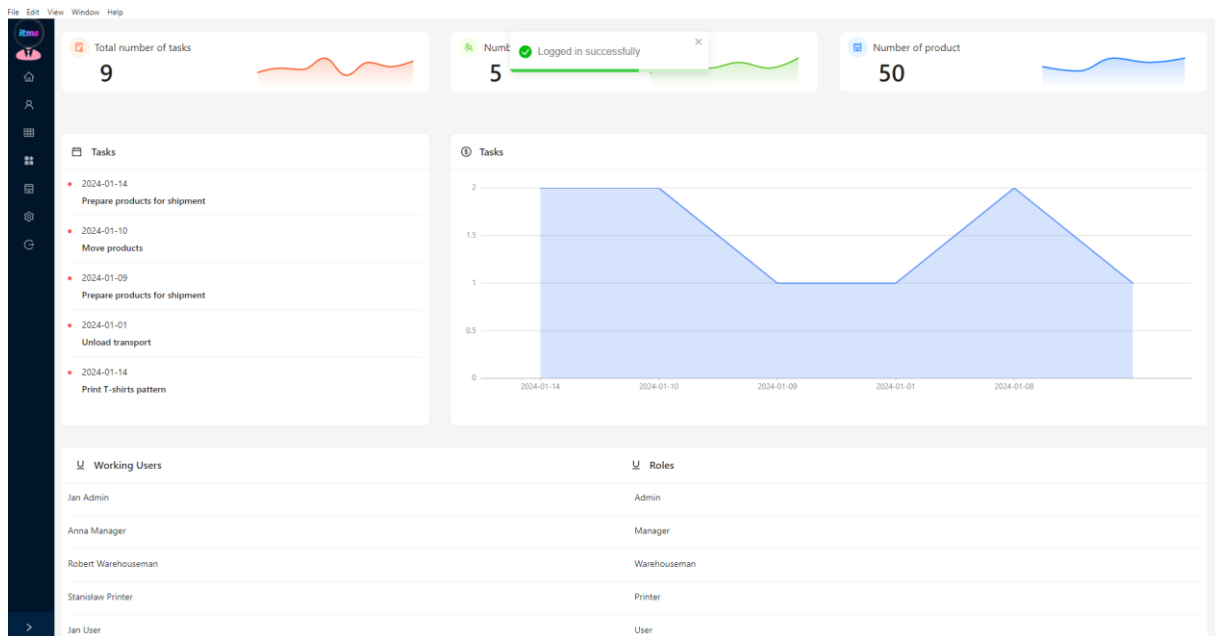 File Edit View Window Help
itms
Total number of tasks
9
Numb
5
Logged in successfully
Number of product
50
Tasks
2024-01-14
Prepare products for shipment
2024-01-10
Move products
2024-01-09
Prepare products for shipment
2024-01-01
Unload transport
2024-01-14
Print T-shirts pattern
Tasks
2
1.5
1
0.5
0
2024-01-14 2024-01-10 2024-01-09 2024-01-01 2024-01-08
Working Users Roles
Jan Admin Admin
Anna Manager Manager
Robert Warehouseman Warehouseman
Stanisław Printer Printer
Jan User User